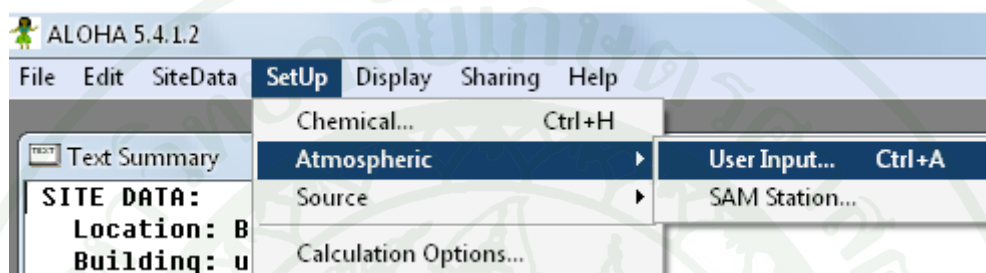 ALOHA 5.4.1.2
File Edit SiteData SetUp Display Sharing Help
Chemical... Ctrl+H
Text Summary
Atmospheric
User Input... Ctrl+A
SITE DATA:
Source
SAM Station...
Location: B
Building: u
Calculation Options...